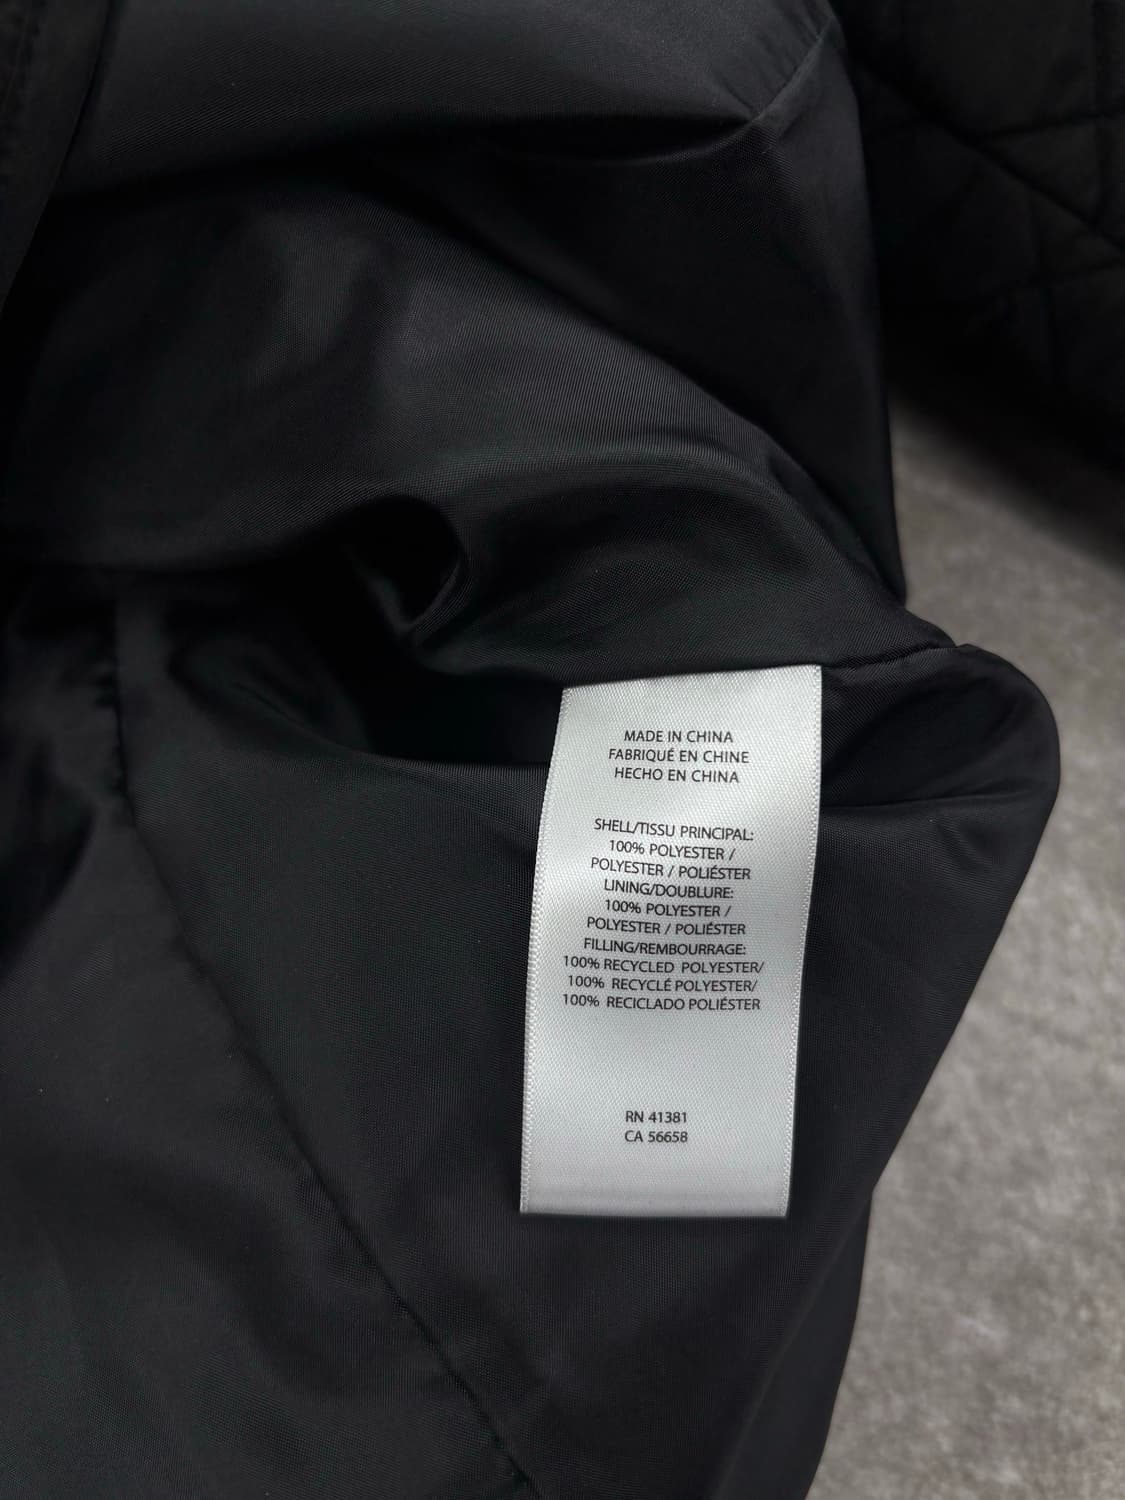 MADE IN CHINA
FABRIQUÉ EN CHINE
HECHO EN CHINA
SHELL/TISSU PRINCIPAL:
100% POLYESTER /
POLYESTER / POLIÉSTER
LINING/DOUBLURE:
100% POLYESTER /
POLYESTER / POLIÉSTER
FILLING/REMBOURRAGE:
100% RECYCLED POLYESTER/
100% RECYCLÉ POLYESTER/
100% RECICLADO POLIÉSTER
RN 41381
CA 56658